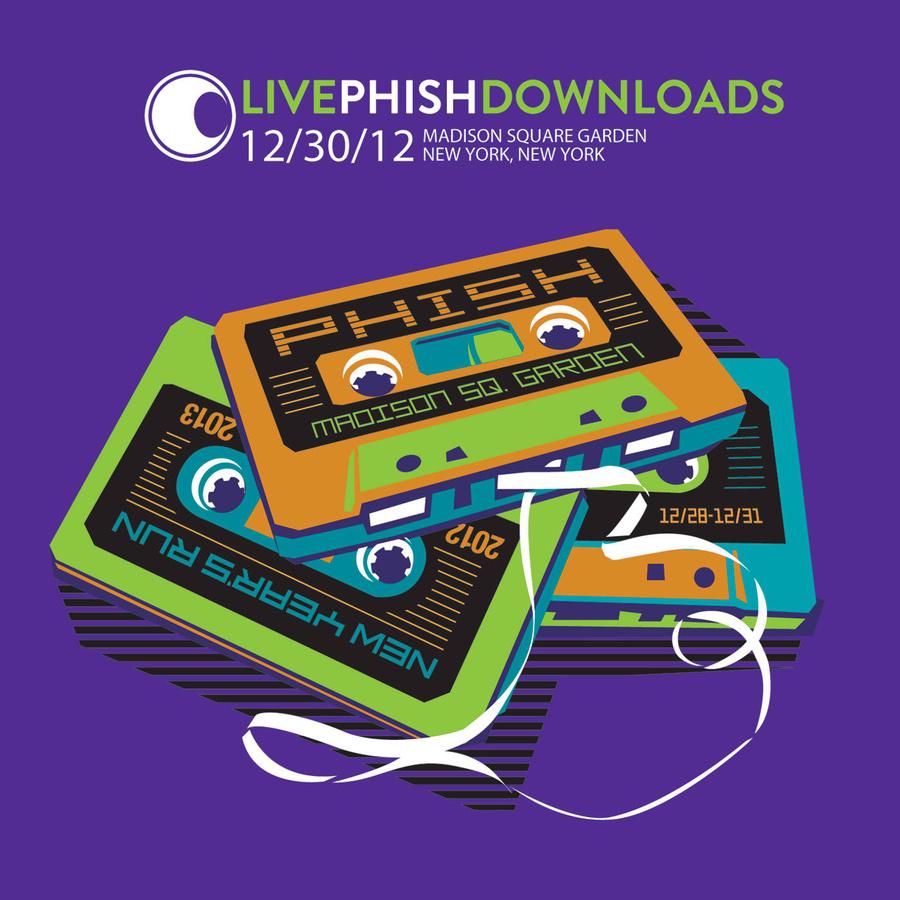 LIVEPHISHDOWNLOADS
12/30/12
MADISON SQUARE GARDEN
NEW YORK, NEW YORK
PHISH
MADISON SQ. GARDEN
2013
NEW YEAR'S RUN
2012
12/28-12/31